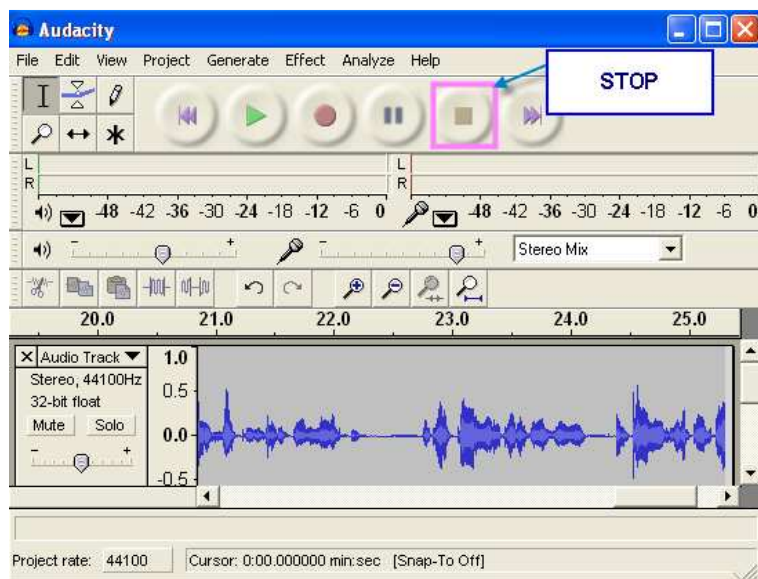 Audacity
File Edit View Project Generate Effect Analyze Help
STOP
L
R
L
R
-48 -42 -36 -30 -24 -18 -12 -6 0
-48 -42 -36 -30 -24 -18 -12 -6 0
- +
- +
Stereo Mix
20.0 21.0 22.0 23.0 24.0 25.0
X Audio Track
Stereo, 44100Hz
32-bit float
Mute Solo
- +
1.0
0.5
0.0
-0.5
Project rate: 44100 Cursor: 0:00.000000 min:sec [Snap-To Off]